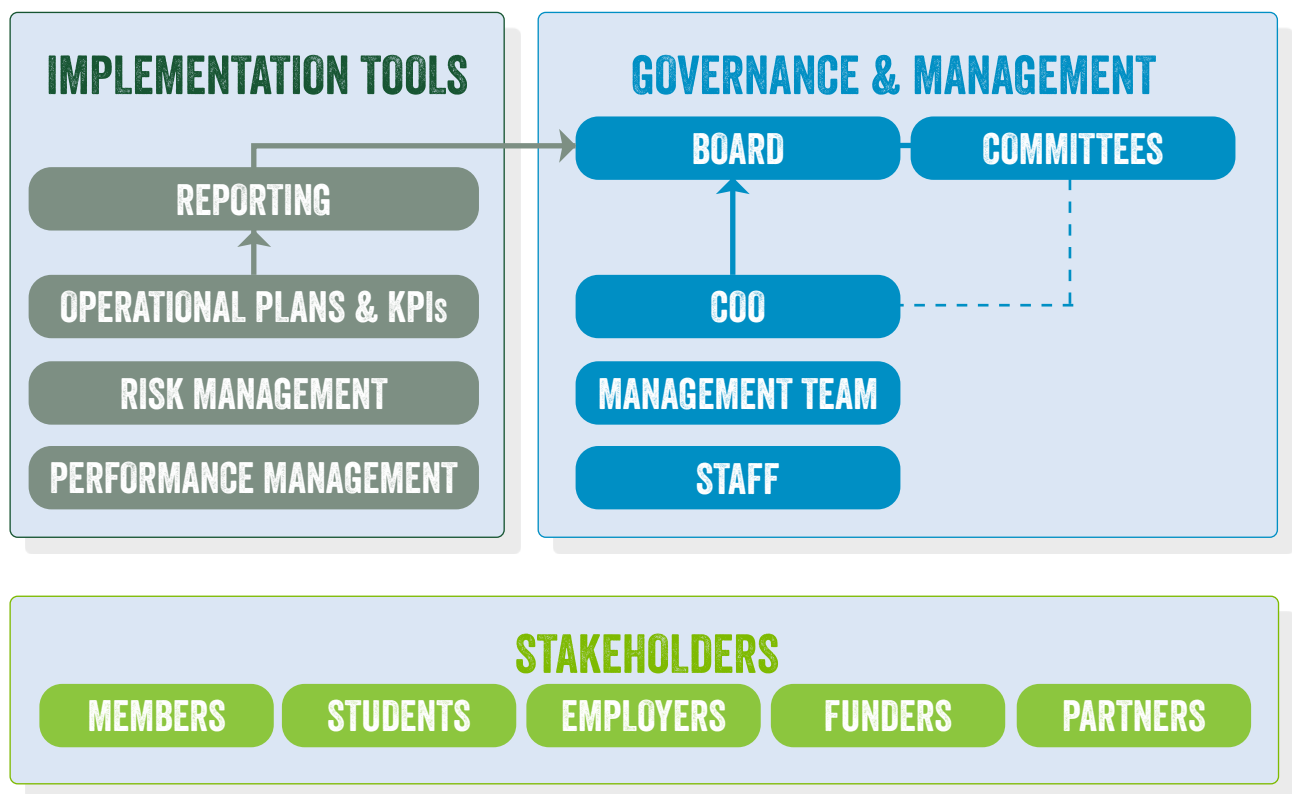 IMPLEMENTATION TOOLS
REPORTING
OPERATIONAL PLANS & KPIs
RISK MANAGEMENT
PERFORMANCE MANAGEMENT
GOVERNANCE & MANAGEMENT
BOARD
COMMITTEES
COO
MANAGEMENT TEAM
STAFF
STAKEHOLDERS
MEMBERS
STUDENTS
EMPLOYERS
FUNDERS
PARTNERS